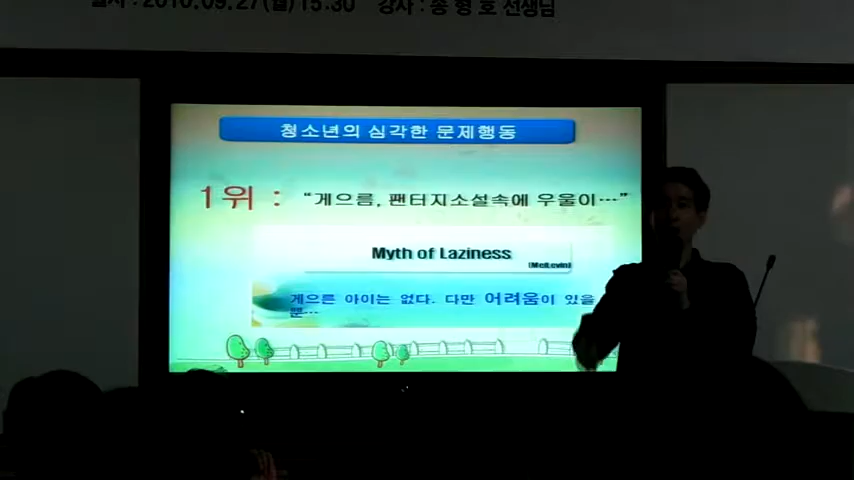 일시 : 2010.09.27(월) 15:30 강사 : 송 형 호 선생님
청소년의 심각한 문제행동
1위 : “게으름, 팬터지소설속에 우울이…”
Myth of Laziness
(MelLevin)
게으른 아이는 없다. 다만 어려움이 있을
뿐…